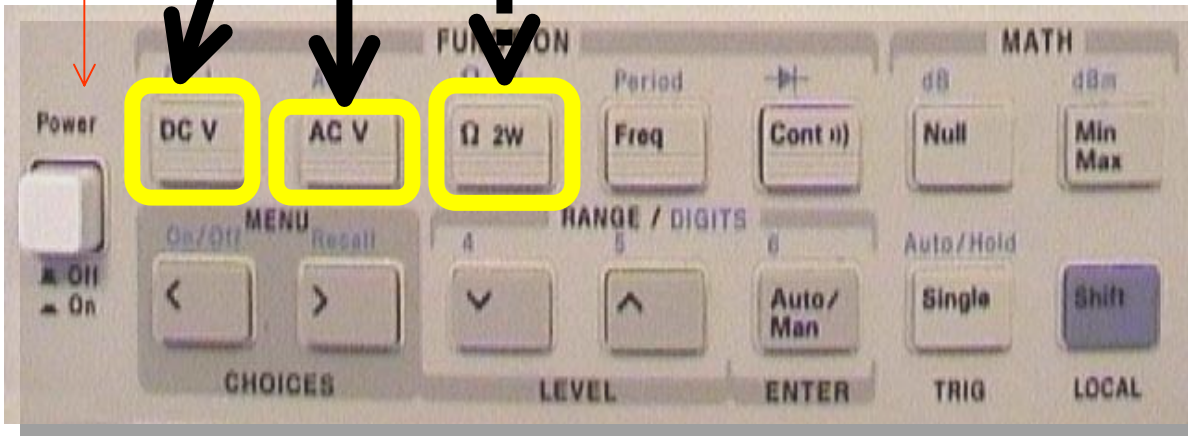 MATH
Period dB dBm
Power
DC V AC V Ω 2W Freq Cont Null Min Max
MENU RANGE / DIGITS
On/Off Recall 4 5 6 Auto/Hold
Off
On
< > ∨ ∧ Auto/ Man Single Shift
CHOICES LEVEL ENTER TRIG LOCAL